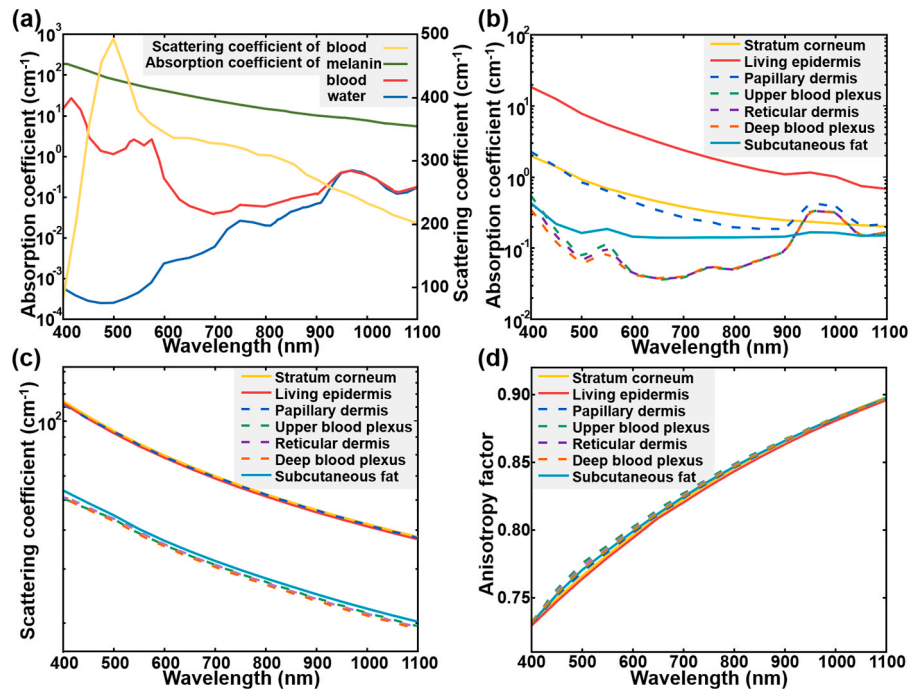 (a)
Absorption coefficient (cm⁻¹)
10³
10²
10¹
10⁰
10⁻¹
10⁻²
10⁻³
10⁻⁴
Scattering coefficient of blood
Absorption coefficient of melanin
blood
water
500
400
300
200
100
Scattering coefficient (cm⁻¹)
400 500 600 700 800 900 1000 1100
Wavelength (nm)
(b)
Absorption coefficient (cm⁻¹)
10²
10¹
10⁰
10⁻¹
10⁻²
Stratum corneum
Living epidermis
Papillary dermis
Upper blood plexus
Reticular dermis
Deep blood plexus
Subcutaneous fat
400 500 600 700 800 900 1000 1100
Wavelength (nm)
(c)
Scattering coefficient (cm⁻¹)
10²
Stratum corneum
Living epidermis
Papillary dermis
Upper blood plexus
Reticular dermis
Deep blood plexus
Subcutaneous fat
400 500 600 700 800 900 1000 1100
Wavelength (nm)
(d)
Anisotropy factor
0.90
0.85
0.80
0.75
Stratum corneum
Living epidermis
Papillary dermis
Upper blood plexus
Reticular dermis
Deep blood plexus
Subcutaneous fat
400 500 600 700 800 900 1000 1100
Wavelength (nm)